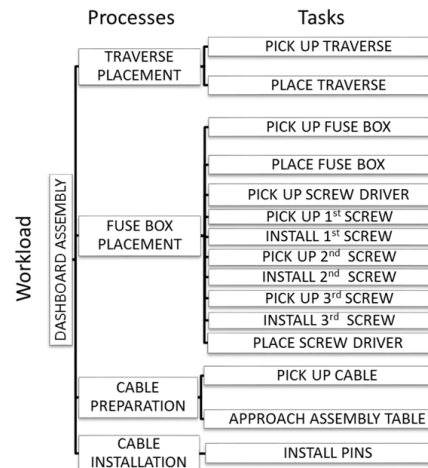 Processes
Tasks
Workload
DASHBOARD ASSEMBLY
TRAVERSE
PLACEMENT
PICK UP TRAVERSE
PLACE TRAVERSE
FUSE BOX
PLACEMENT
PICK UP FUSE BOX
PLACE FUSE BOX
PICK UP SCREW DRIVER
PICK UP 1st SCREW
INSTALL 1st SCREW
PICK UP 2nd SCREW
INSTALL 2nd SCREW
PICK UP 3rd SCREW
INSTALL 3rd SCREW
PLACE SCREW DRIVER
CABLE
PREPARATION
PICK UP CABLE
APPROACH ASSEMBLY TABLE
CABLE
INSTALLATION
INSTALL PINS